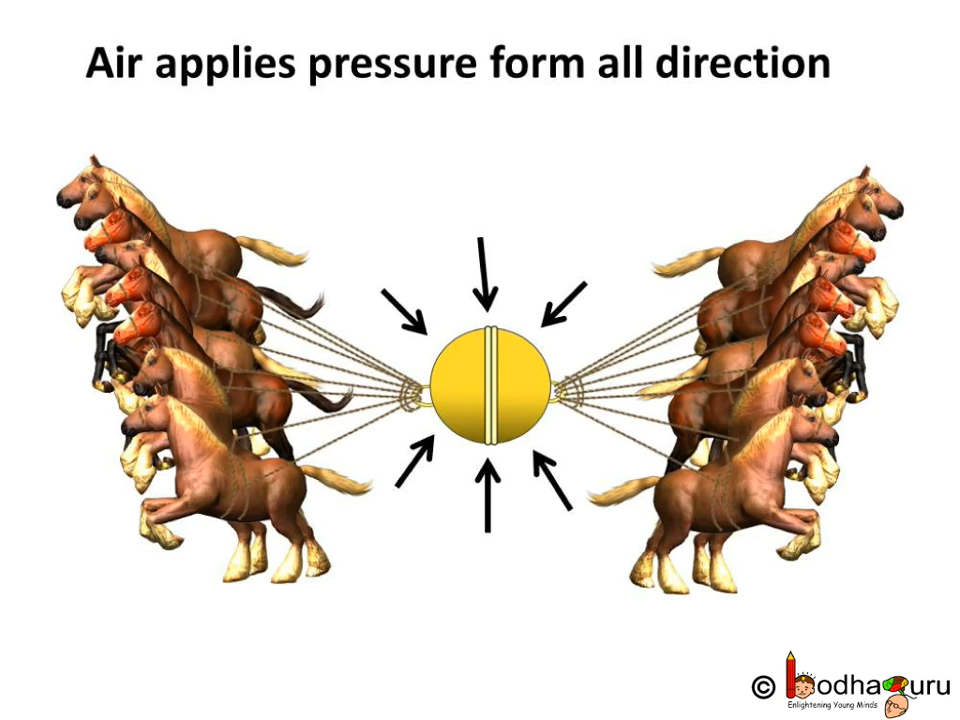 Air applies pressure form all direction
© bodhaguru
Enlightening Young Minds